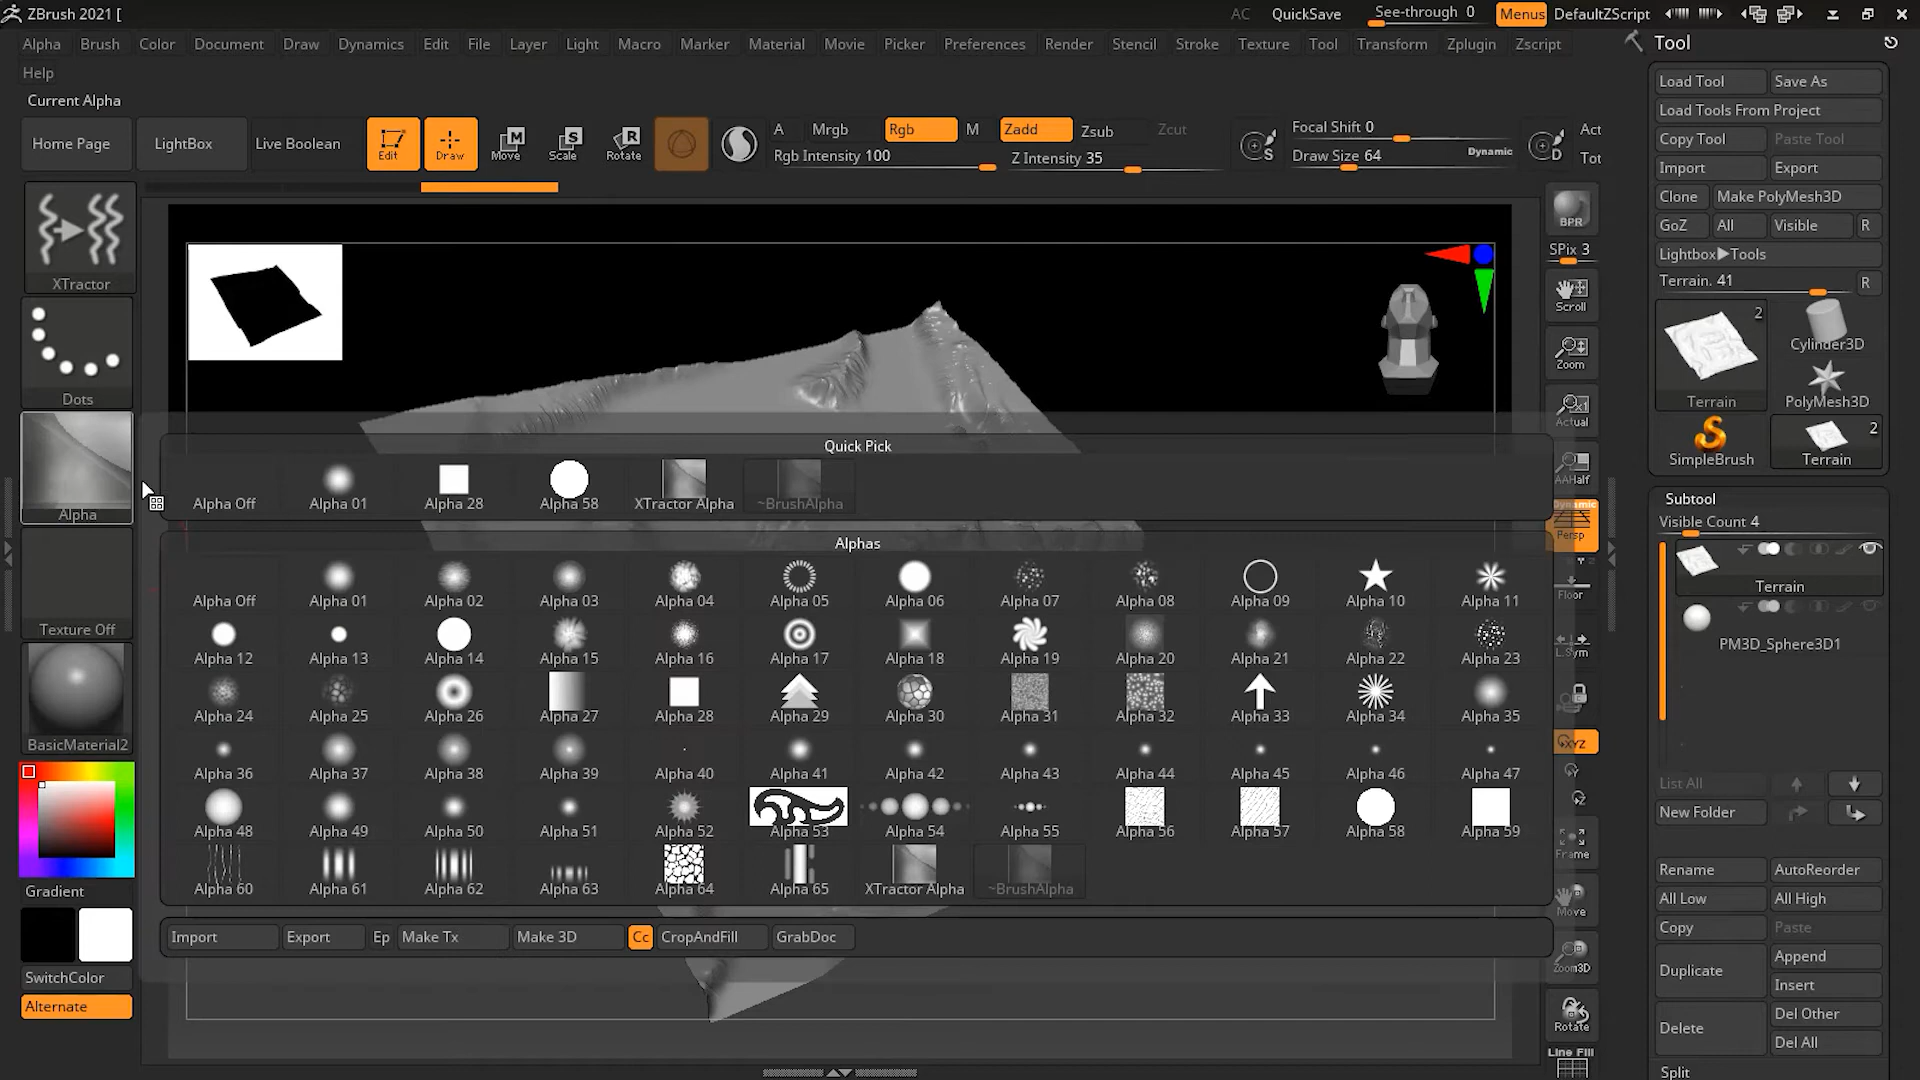 ZBrush 2021 [
AC QuickSave See-through 0 Menus DefaultZScript
Alpha Brush Color Document Draw Dynamics Edit File Layer Light Macro Marker Material Movie Picker Preferences Render Stencil Stroke Texture Tool Transform Zplugin Zscript
Help
Current Alpha
Home Page LightBox Live Boolean Edit Draw Move Scale Rotate
A Mrgb Rgb M Zadd Zsub Zcut
Rgb Intensity 100 Z Intensity 35
Focal Shift 0
Draw Size 64 Dynamic
S D
Act
Tot
XTractor
Dots
Alpha
Texture Off
BasicMaterial2
Gradient
SwitchColor
Alternate
Quick Pick
Alpha Off Alpha 01 Alpha 28 Alpha 58 XTractor Alpha ~BrushAlpha
Alphas
Alpha Off Alpha 01 Alpha 02 Alpha 03 Alpha 04 Alpha 05 Alpha 06 Alpha 07 Alpha 08 Alpha 09 Alpha 10 Alpha 11
Alpha 12 Alpha 13 Alpha 14 Alpha 15 Alpha 16 Alpha 17 Alpha 18 Alpha 19 Alpha 20 Alpha 21 Alpha 22 Alpha 23
Alpha 24 Alpha 25 Alpha 26 Alpha 27 Alpha 28 Alpha 29 Alpha 30 Alpha 31 Alpha 32 Alpha 33 Alpha 34 Alpha 35
Alpha 36 Alpha 37 Alpha 38 Alpha 39 Alpha 40 Alpha 41 Alpha 42 Alpha 43 Alpha 44 Alpha 45 Alpha 46 Alpha 47
Alpha 48 Alpha 49 Alpha 50 Alpha 51 Alpha 52 Alpha 53 Alpha 54 Alpha 55 Alpha 56 Alpha 57 Alpha 58 Alpha 59
Alpha 60 Alpha 61 Alpha 62 Alpha 63 Alpha 64 Alpha 65 XTractor Alpha ~BrushAlpha
Import Export Ep Make Tx Make 3D Cc CropAndFill GrabDoc
BPR
SPix 3
Scroll
Zoom
Actual
AAHalf
Dynamic
Persp
Floor
L.Sym
XYZ
Frame
Move
Zoom3D
Rotate
Line Fill
Tool
Load Tool Save As
Load Tools From Project
Copy Tool Paste Tool
Import Export
Clone Make PolyMesh3D
GoZ All Visible R
Lightbox▶Tools
Terrain. 41 R
2
Terrain Cylinder3D
PolyMesh3D
2
SimpleBrush Terrain
Subtool
Visible Count 4
Terrain
PM3D_Sphere3D1
List All
New Folder
Rename AutoReorder
All Low All High
Copy Paste
Duplicate Append
Insert
Delete Del Other
Del All
Split